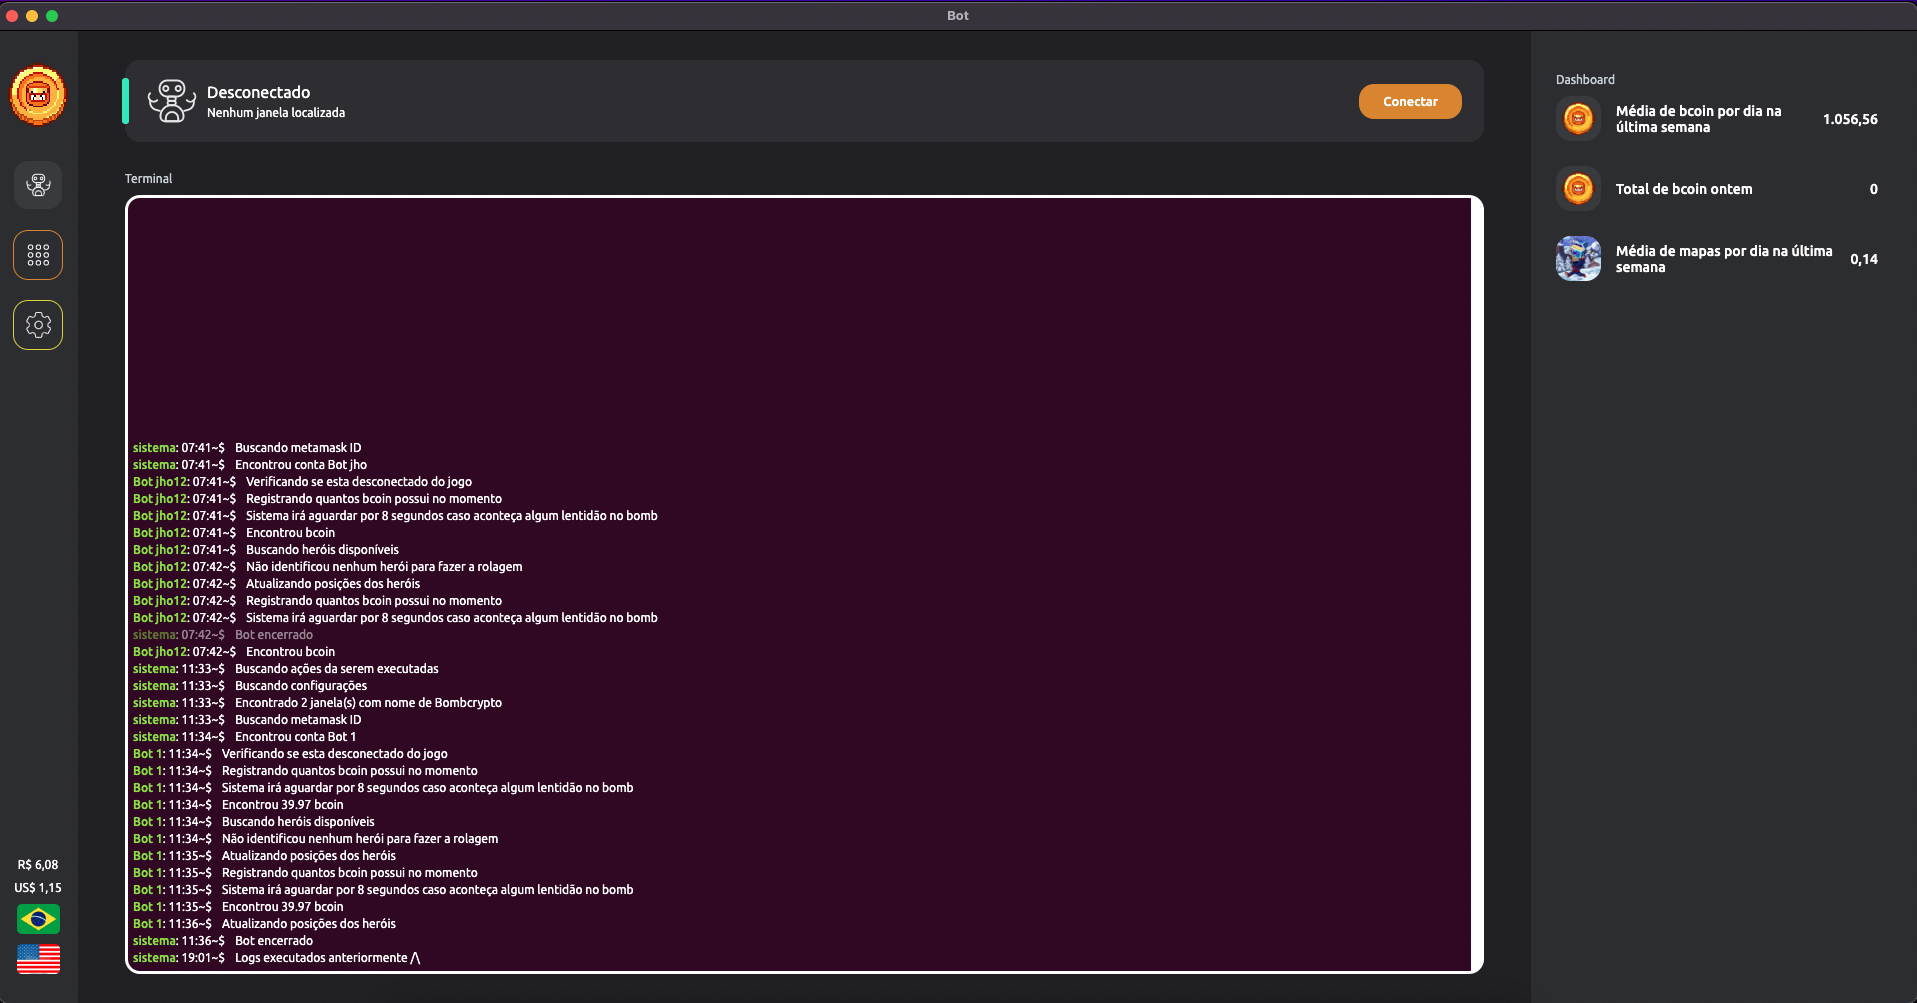 Bot
Desconectado
Nenhum janela localizada
Conectar
Terminal
sistema: 07:41~$ Buscando metamask ID
sistema: 07:41~$ Encontrou conta Bot jho
Bot jho12: 07:41~$ Verificando se esta desconectado do jogo
Bot jho12: 07:41~$ Registrando quantos bcoin possui no momento
Bot jho12: 07:41~$ Sistema irá aguardar por 8 segundos caso aconteça algum lentidão no bomb
Bot jho12: 07:41~$ Encontrou bcoin
Bot jho12: 07:41~$ Buscando heróis disponíveis
Bot jho12: 07:42~$ Não identificou nenhum herói para fazer a rolagem
Bot jho12: 07:42~$ Atualizando posições dos heróis
Bot jho12: 07:42~$ Registrando quantos bcoin possui no momento
Bot jho12: 07:42~$ Sistema irá aguardar por 8 segundos caso aconteça algum lentidão no bomb
sistema: 07:42~$ Bot encerrado
Bot jho12: 07:42~$ Encontrou bcoin
sistema: 11:33~$ Buscando ações da serem executadas
sistema: 11:33~$ Buscando configurações
sistema: 11:33~$ Encontrado 2 janela(s) com nome de Bombcrypto
sistema: 11:33~$ Buscando metamask ID
sistema: 11:34~$ Encontrou conta Bot 1
Bot 1: 11:34~$ Verificando se esta desconectado do jogo
Bot 1: 11:34~$ Registrando quantos bcoin possui no momento
Bot 1: 11:34~$ Sistema irá aguardar por 8 segundos caso aconteça algum lentidão no bomb
Bot 1: 11:34~$ Encontrou 39.97 bcoin
Bot 1: 11:34~$ Buscando heróis disponíveis
Bot 1: 11:34~$ Não identificou nenhum herói para fazer a rolagem
Bot 1: 11:35~$ Atualizando posições dos heróis
Bot 1: 11:35~$ Registrando quantos bcoin possui no momento
Bot 1: 11:35~$ Sistema irá aguardar por 8 segundos caso aconteça algum lentidão no bomb
Bot 1: 11:35~$ Encontrou 39.97 bcoin
Bot 1: 11:36~$ Atualizando posições dos heróis
sistema: 11:36~$ Bot encerrado
sistema: 19:01~$ Logs executados anteriormente /\
R$ 6,08
US$ 1,15
Dashboard
Média de bcoin por dia na
última semana
1.056,56
Total de bcoin ontem
0
Média de mapas por dia na última
semana
0,14